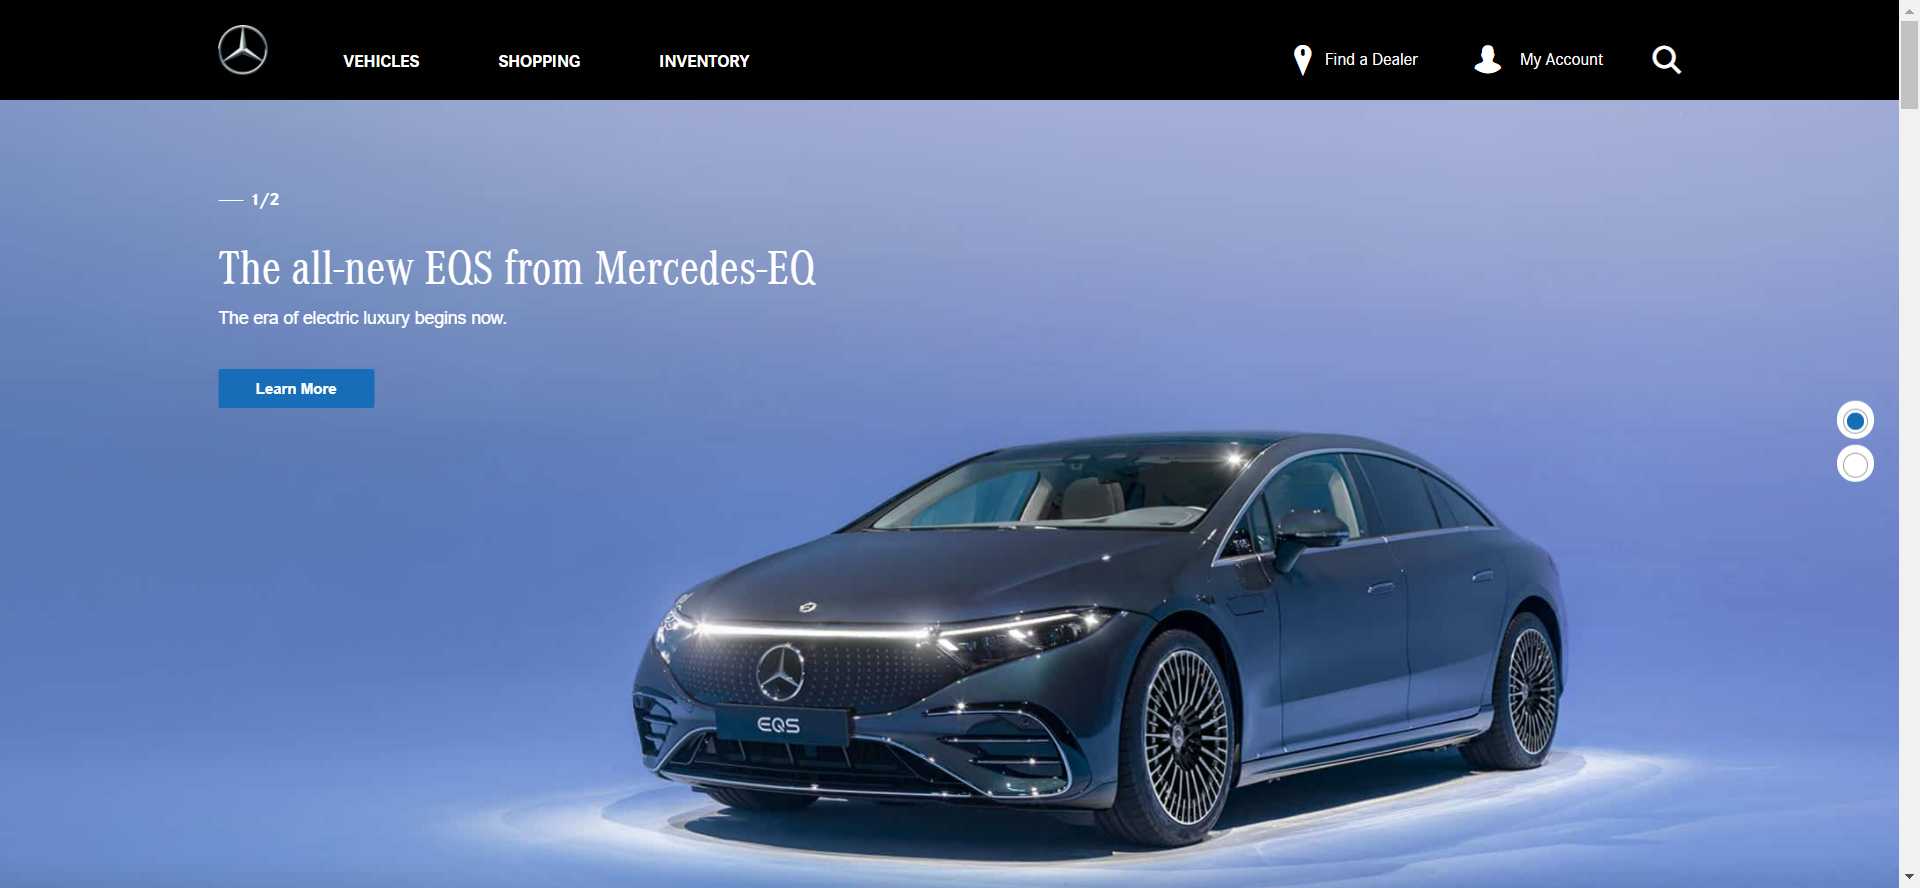 VEHICLES SHOPPING INVENTORY Find a Dealer My Account
1/2
The all-new EQS from Mercedes-EQ
The era of electric luxury begins now.
Learn More
EQS